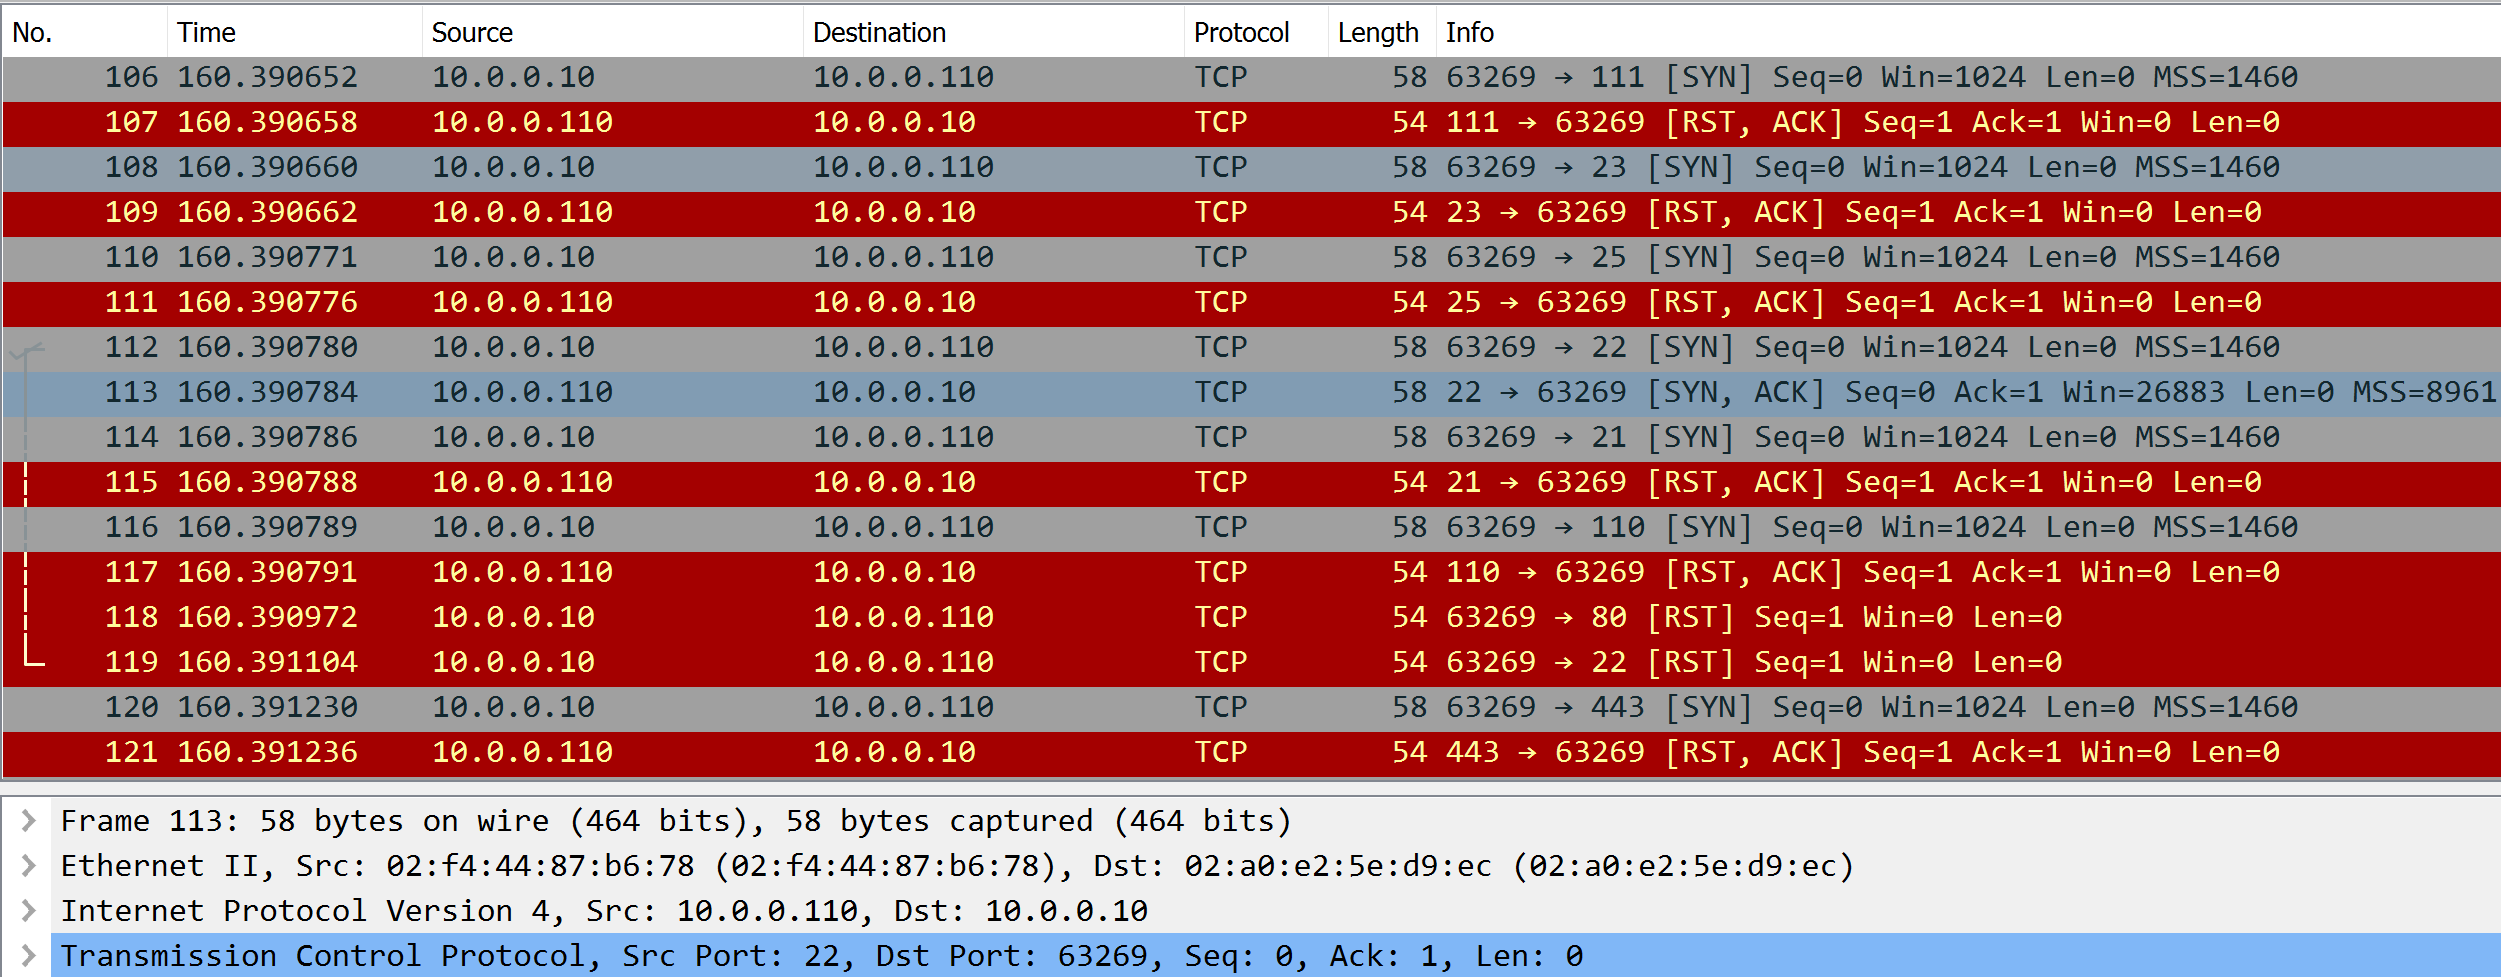 No. Time Source Destination Protocol Length Info
106 160.390652 10.0.0.10 10.0.0.110 TCP 58 63269 → 111 [SYN] Seq=0 Win=1024 Len=0 MSS=1460
107 160.390658 10.0.0.110 10.0.0.10 TCP 54 111 → 63269 [RST, ACK] Seq=1 Ack=1 Win=0 Len=0
108 160.390660 10.0.0.10 10.0.0.110 TCP 58 63269 → 23 [SYN] Seq=0 Win=1024 Len=0 MSS=1460
109 160.390662 10.0.0.110 10.0.0.10 TCP 54 23 → 63269 [RST, ACK] Seq=1 Ack=1 Win=0 Len=0
110 160.390771 10.0.0.10 10.0.0.110 TCP 58 63269 → 25 [SYN] Seq=0 Win=1024 Len=0 MSS=1460
111 160.390776 10.0.0.110 10.0.0.10 TCP 54 25 → 63269 [RST, ACK] Seq=1 Ack=1 Win=0 Len=0
112 160.390780 10.0.0.10 10.0.0.110 TCP 58 63269 → 22 [SYN] Seq=0 Win=1024 Len=0 MSS=1460
113 160.390784 10.0.0.110 10.0.0.10 TCP 58 22 → 63269 [SYN, ACK] Seq=0 Ack=1 Win=26883 Len=0 MSS=8961
114 160.390786 10.0.0.10 10.0.0.110 TCP 58 63269 → 21 [SYN] Seq=0 Win=1024 Len=0 MSS=1460
115 160.390788 10.0.0.110 10.0.0.10 TCP 54 21 → 63269 [RST, ACK] Seq=1 Ack=1 Win=0 Len=0
116 160.390789 10.0.0.10 10.0.0.110 TCP 58 63269 → 110 [SYN] Seq=0 Win=1024 Len=0 MSS=1460
117 160.390791 10.0.0.110 10.0.0.10 TCP 54 110 → 63269 [RST, ACK] Seq=1 Ack=1 Win=0 Len=0
118 160.390972 10.0.0.10 10.0.0.110 TCP 54 63269 → 80 [RST] Seq=1 Win=0 Len=0
119 160.391104 10.0.0.10 10.0.0.110 TCP 54 63269 → 22 [RST] Seq=1 Win=0 Len=0
120 160.391230 10.0.0.10 10.0.0.110 TCP 58 63269 → 443 [SYN] Seq=0 Win=1024 Len=0 MSS=1460
121 160.391236 10.0.0.110 10.0.0.10 TCP 54 443 → 63269 [RST, ACK] Seq=1 Ack=1 Win=0 Len=0
Frame 113: 58 bytes on wire (464 bits), 58 bytes captured (464 bits)
Ethernet II, Src: 02:f4:44:87:b6:78 (02:f4:44:87:b6:78), Dst: 02:a0:e2:5e:d9:ec (02:a0:e2:5e:d9:ec)
Internet Protocol Version 4, Src: 10.0.0.110, Dst: 10.0.0.10
Transmission Control Protocol, Src Port: 22, Dst Port: 63269, Seq: 0, Ack: 1, Len: 0